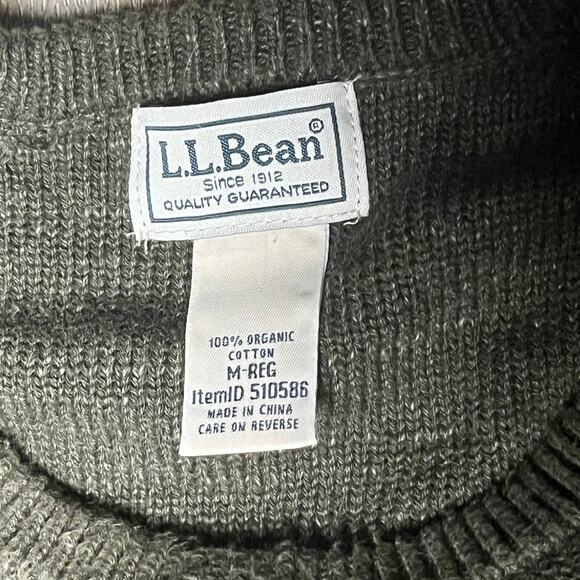 L.L.Bean®
Since 1912
QUALITY GUARANTEED
100% ORGANIC
COTTON
M-REG
ItemID 510586
MADE IN CHINA
CARE ON REVERSE